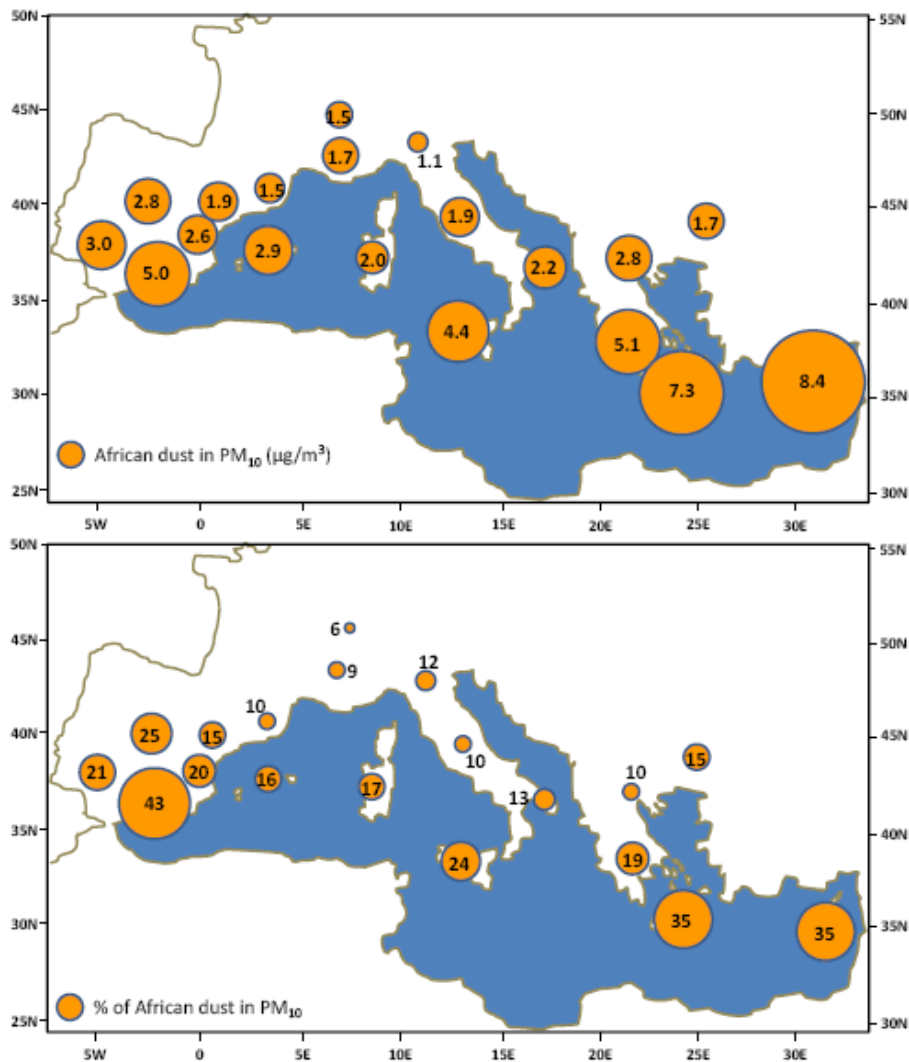 50N
55N
45N
50N
1.5
1.7
1.1
40N
45N
2.8
1.9
1.5
1.9
1.7
3.0
2.6
5.0
2.9
2.0
2.2
2.8
35N
40N
4.4
5.1
7.3
8.4
30N
35N
African dust in PM10 (µg/m³)
25N
30N
5W 0 5E 10E 15E 20E 25E 30E
50N
55N
6
45N
50N
9
12
10
40N
45N
25
15
10
15
21
20
16
17
13
10
43
35N
40N
24
19
35
35
30N
35N
% of African dust in PM10
25N
30N
5W 0 5E 10E 15E 20E 25E 30E